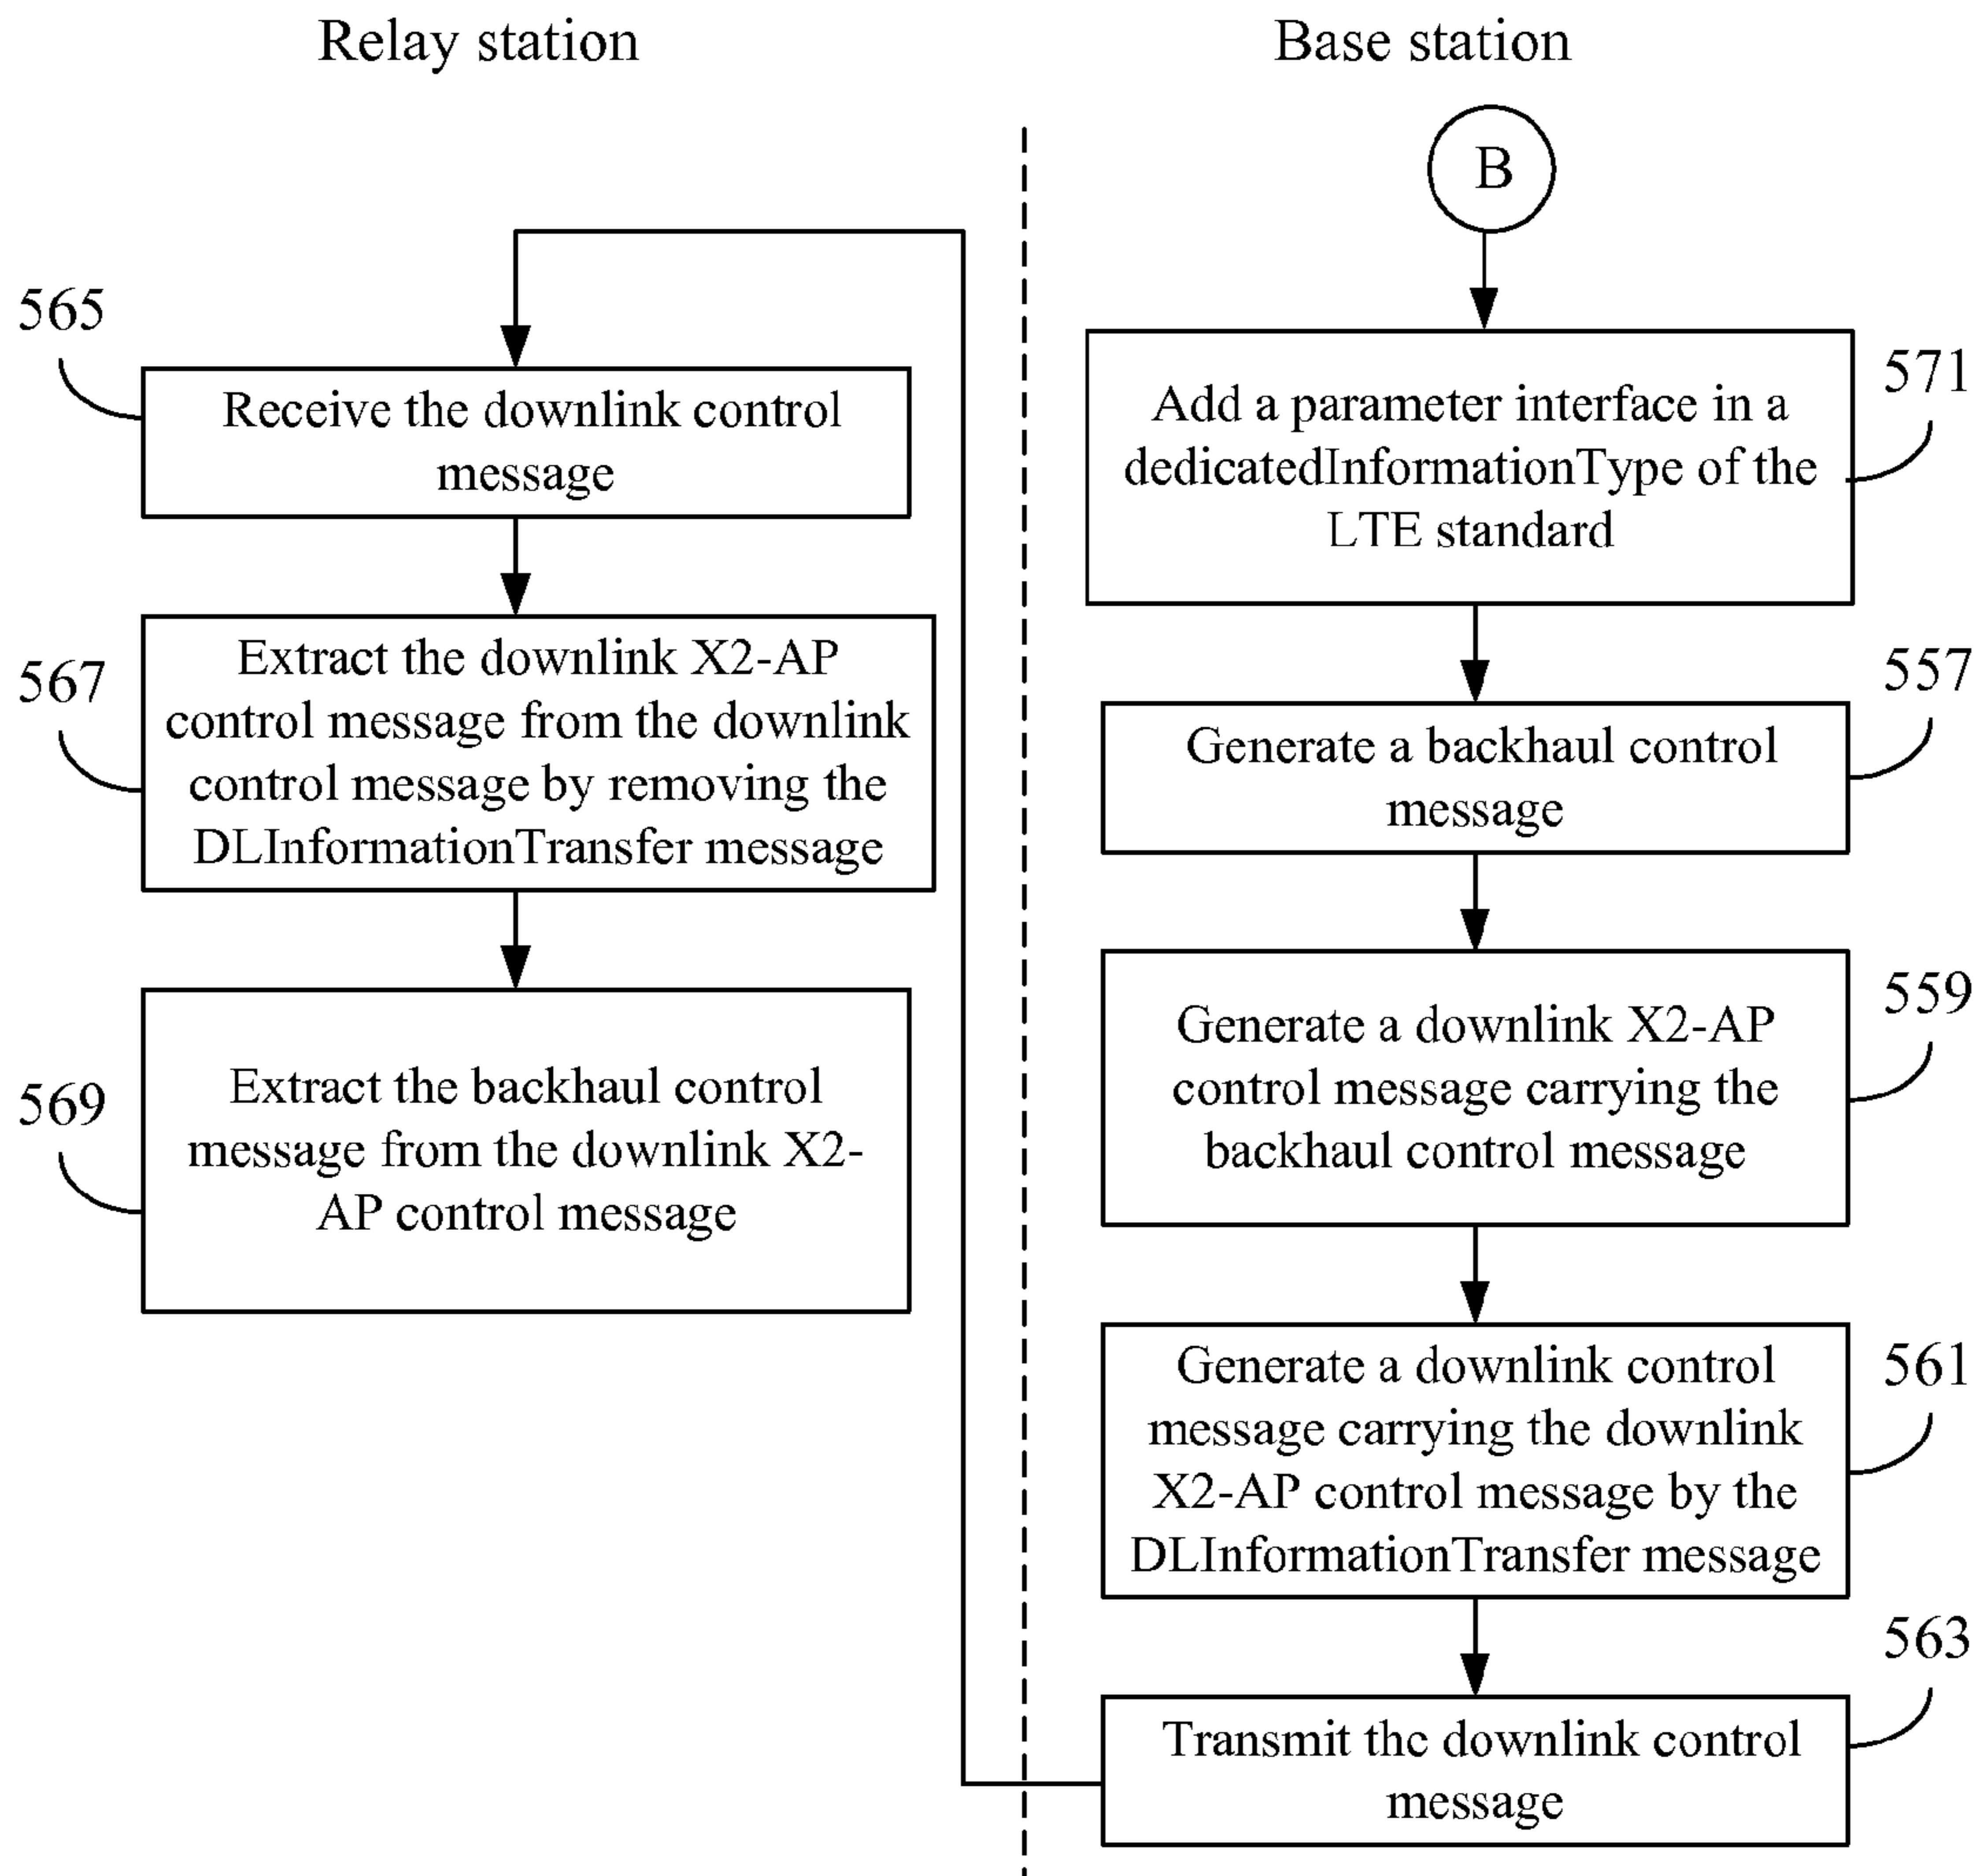 Relay station
Base station
B
565
Receive the downlink control
message
567
Extract the downlink X2-AP
control message from the downlink
control message by removing the
DLInformationTransfer message
569
Extract the backhaul control
message from the downlink X2-
AP control message
571
Add a parameter interface in a
dedicatedInformationType of the
LTE standard
557
Generate a backhaul control
message
559
Generate a downlink X2-AP
control message carrying the
backhaul control message
561
Generate a downlink control
message carrying the downlink
X2-AP control message by the
DLInformationTransfer message
563
Transmit the downlink control
message